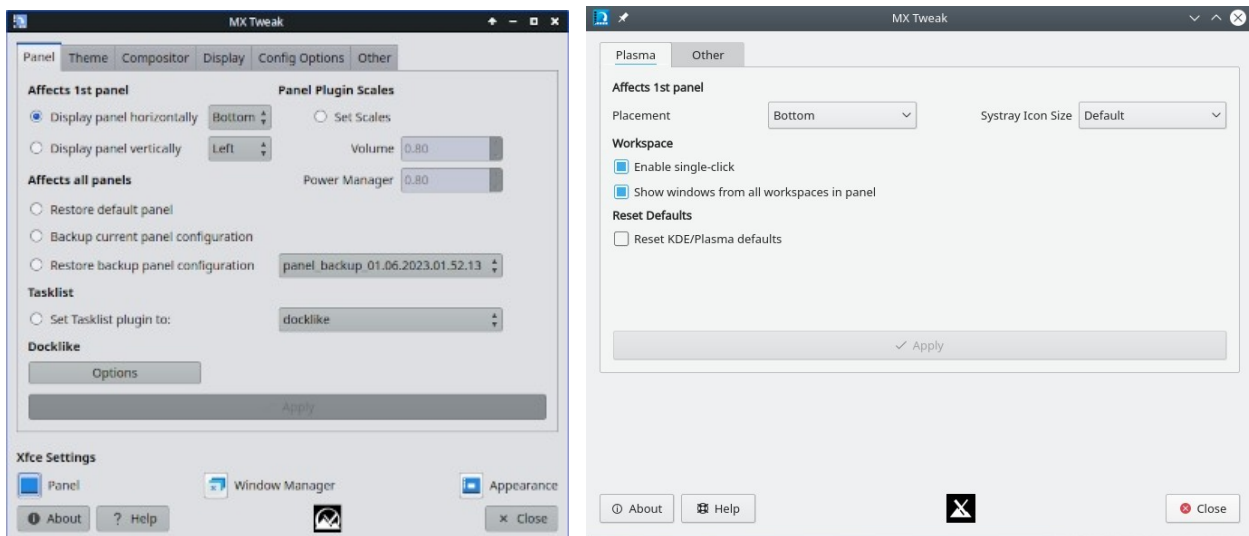 MX Tweak
Panel Theme Compositor Display Config Options Other
Affects 1st panel Panel Plugin Scales
Display panel horizontally Bottom Set Scales
Display panel vertically Left Volume 0.80
Affects all panels Power Manager 0.80
Restore default panel
Backup current panel configuration
Restore backup panel configuration panel_backup_01.06.2023.01.52.13
Tasklist
Set Tasklist plugin to: docklike
Docklike
Options
Apply
Xfce Settings
Panel Window Manager Appearance
About ? Help Close
MX Tweak
Plasma Other
Affects 1st panel
Placement Bottom Systray Icon Size Default
Workspace
Enable single-click
Show windows from all workspaces in panel
Reset Defaults
Reset KDE/Plasma defaults
Apply
About Help Close